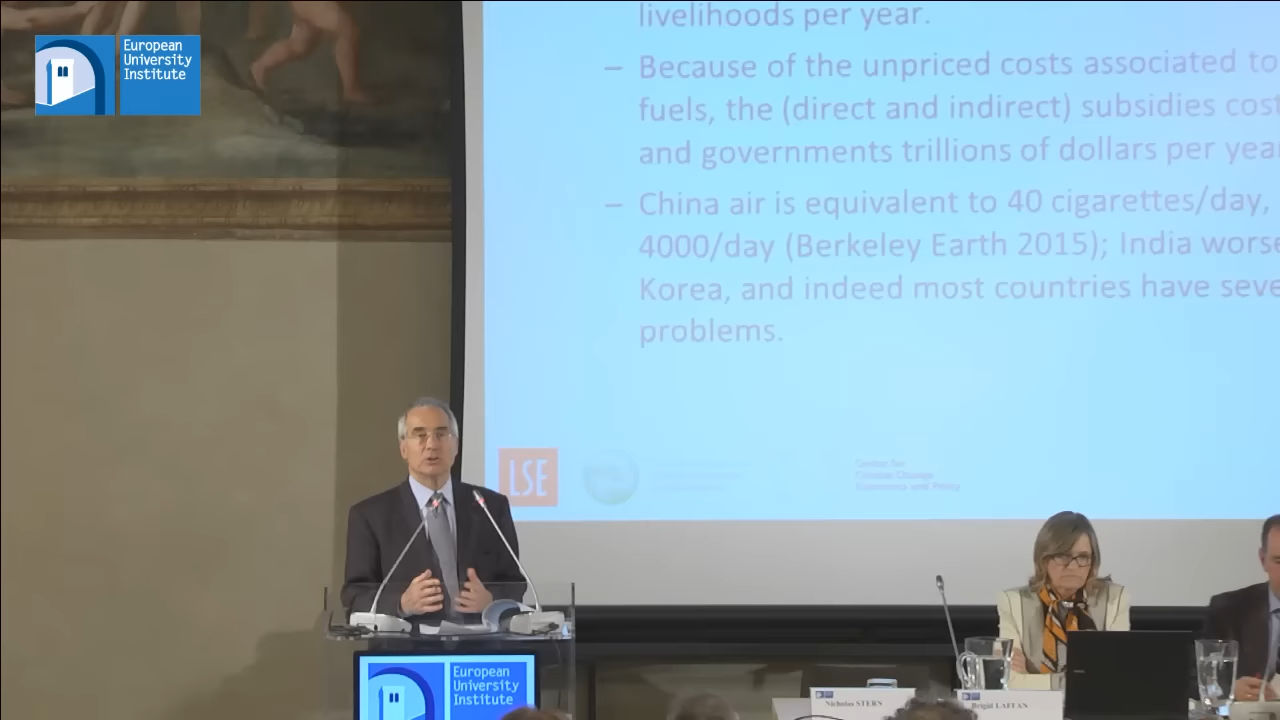 European
University
Institute
livelihoods per year.
– Because of the unpriced costs associated to
fuels, the (direct and indirect) subsidies cost
and governments trillions of dollars per yea
– China air is equivalent to 40 cigarettes/day,
4000/day (Berkeley Earth 2015); India worse
Korea, and indeed most countries have seve
problems.
LSE
Centre for
Climate Change
Economics and Policy
European
University
Institute
Nicholas STERN
Brigid LAFFAN